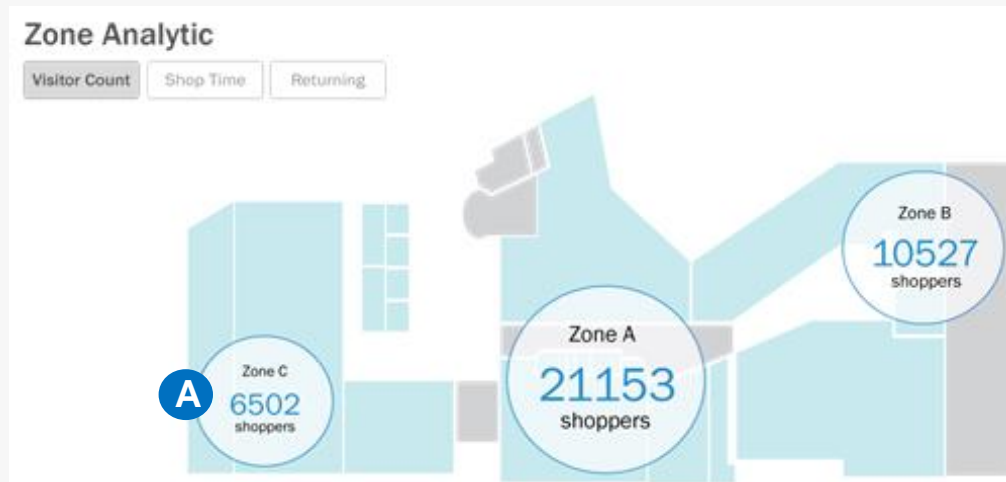 Zone Analytic
Visitor Count Shop Time Returning
Zone B
10527
shoppers
Zone A
21153
shoppers
Zone C
A 6502
shoppers